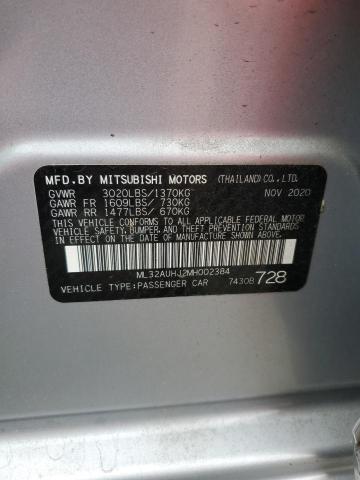 MFD.BY MITSUBISHI MOTORS (THAILAND) CO.,LTD.
GVWR 3020LBS/1370KG NOV 2020
GAWR FR 1609LBS/ 730KG
GAWR RR 1477LBS/ 670KG
THIS VEHICLE CONFORMS TO ALL APPLICABLE FEDERAL MOTOR
VEHICLE SAFETY, BUMPER, AND THEFT PREVENTION STANDARDS
IN EFFECT ON THE DATE OF MANUFACTURE SHOWN ABOVE.
ML32AUHJ2MH002384
VEHICLE TYPE:PASSENGER CAR 7430B 728